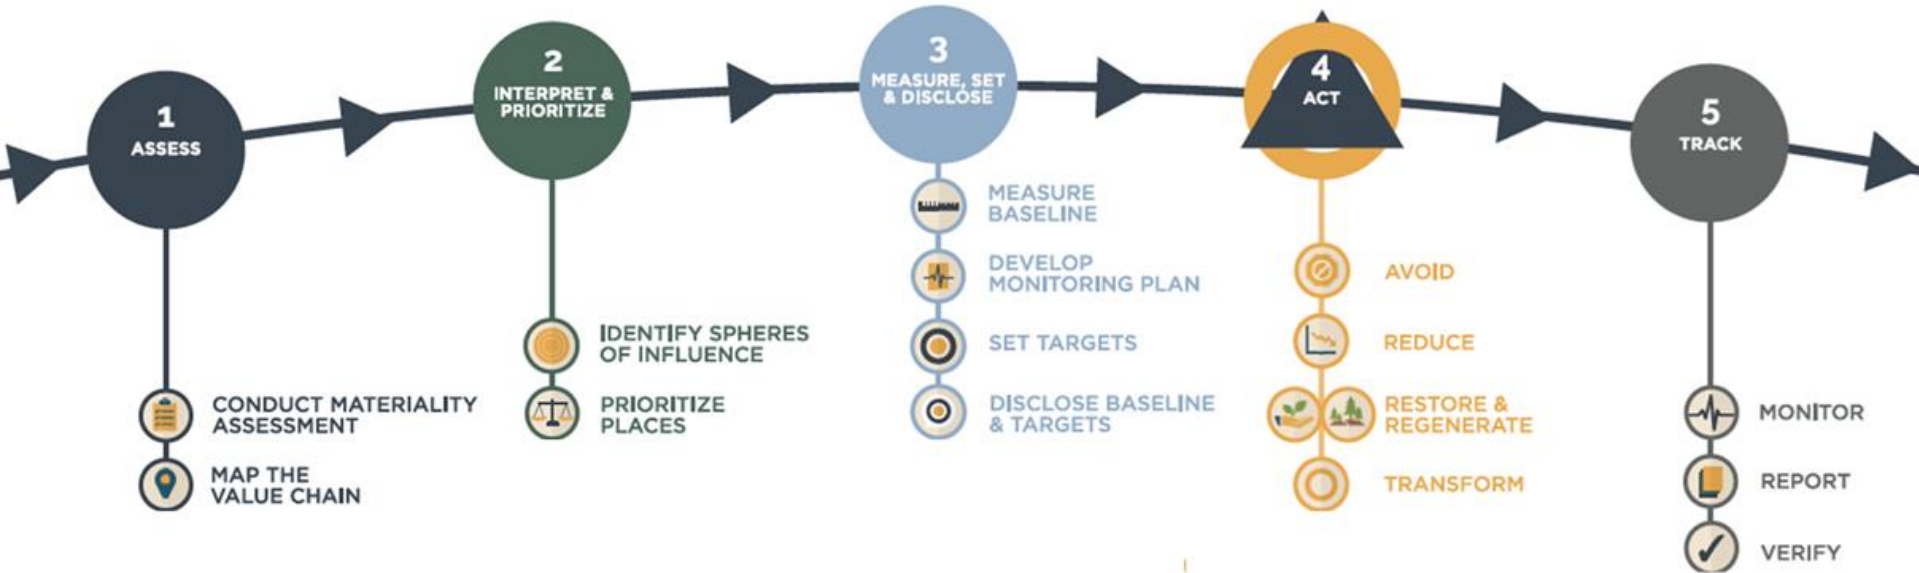 1
ASSESS
CONDUCT MATERIALITY
ASSESSMENT
MAP THE
VALUE CHAIN
2
INTERPRET &
PRIORITIZE
IDENTIFY SPHERES
OF INFLUENCE
PRIORITIZE
PLACES
3
MEASURE, SET
& DISCLOSE
MEASURE
BASELINE
DEVELOP
MONITORING PLAN
SET TARGETS
DISCLOSE BASELINE
& TARGETS
4
ACT
AVOID
REDUCE
RESTORE &
REGENERATE
TRANSFORM
5
TRACK
MONITOR
REPORT
VERIFY